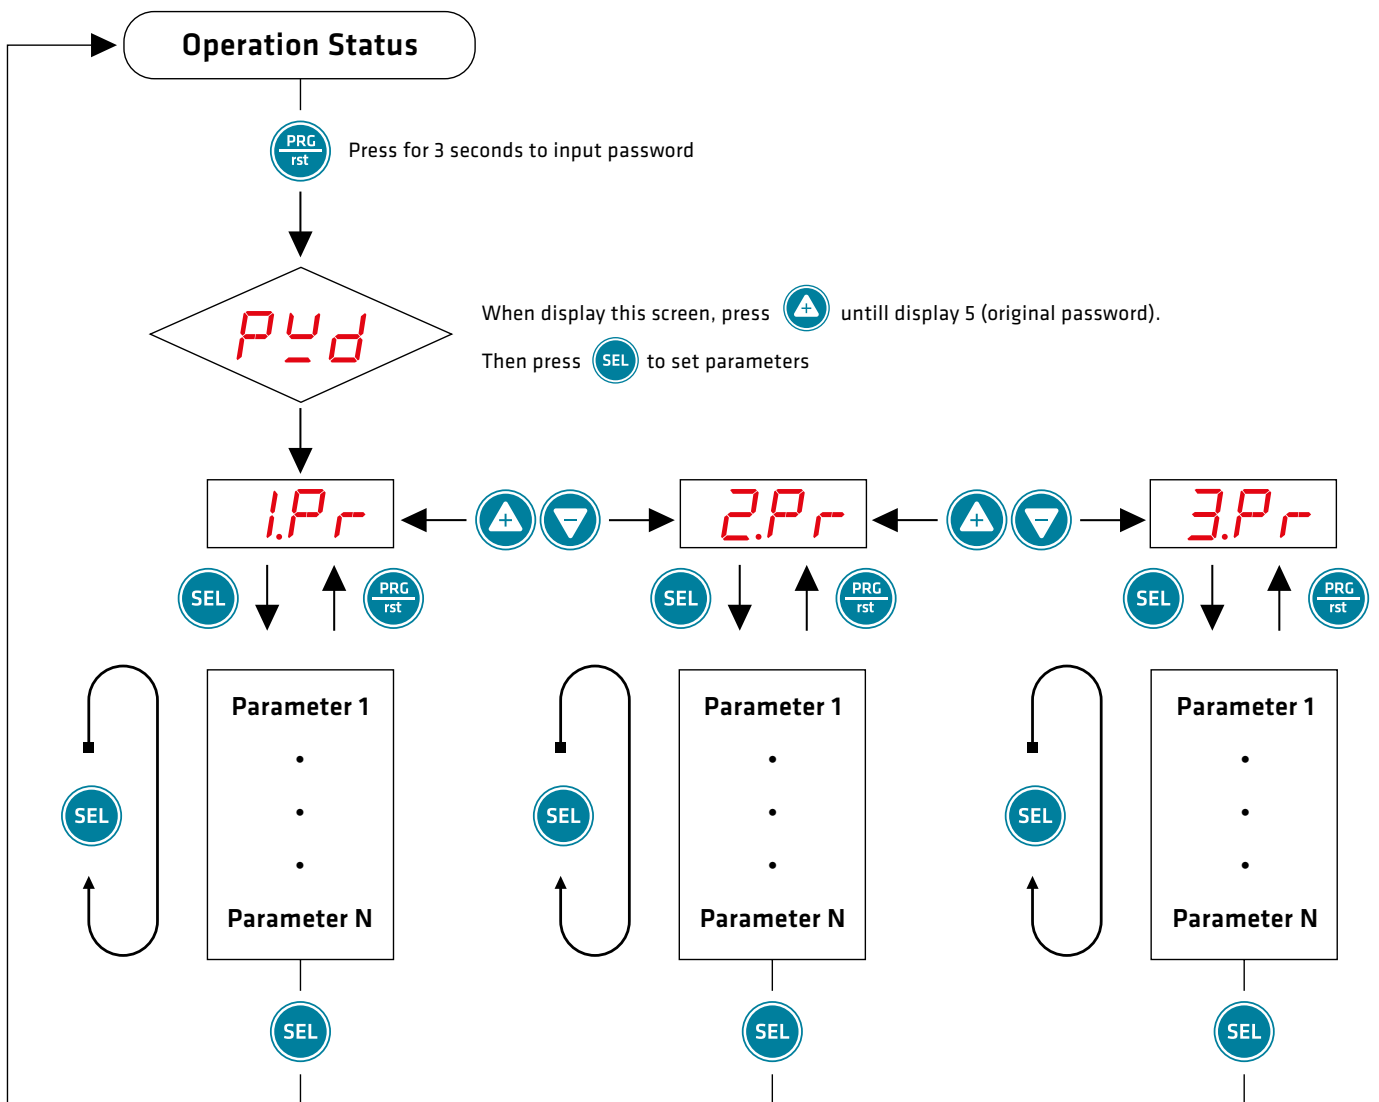 Operation Status
PRG
rst
Press for 3 seconds to input password
Pyd
When display this screen, press + untill display 5 (original password).
Then press SEL to set parameters
1.Pr + − 2.Pr + − 3.Pr
SEL PRG SEL PRG SEL PRG
rst rst rst
Parameter 1 Parameter 1 Parameter 1
SEL SEL SEL
Parameter N Parameter N Parameter N
SEL SEL SEL